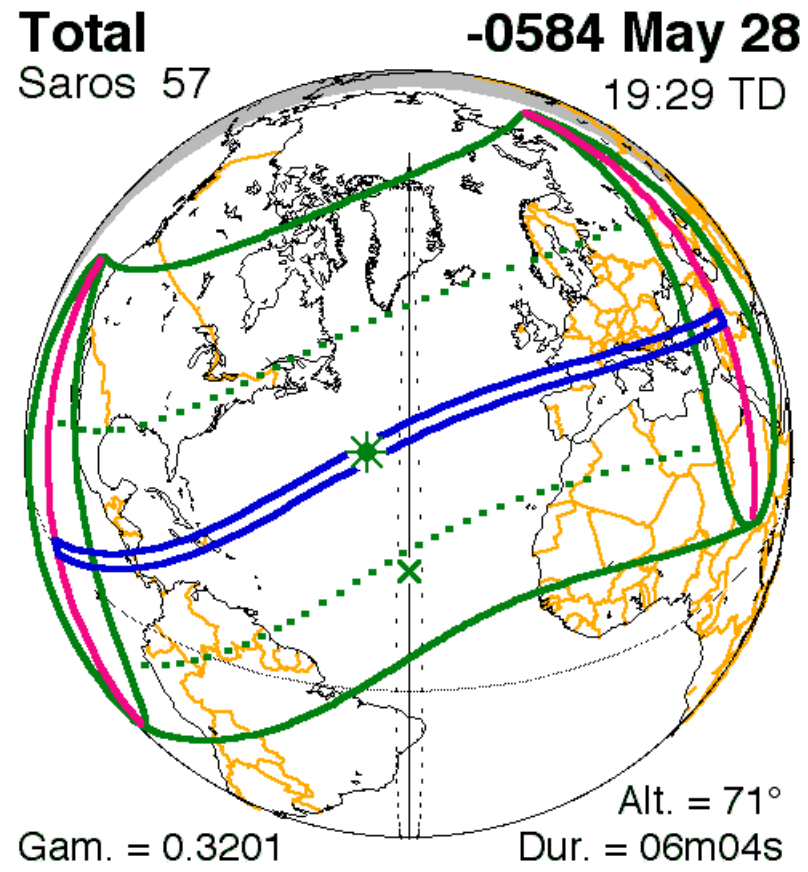 Total
-0584 May 28
Saros 57
19:29 TD
Alt. = 71°
Gam. = 0.3201
Dur. = 06m04s